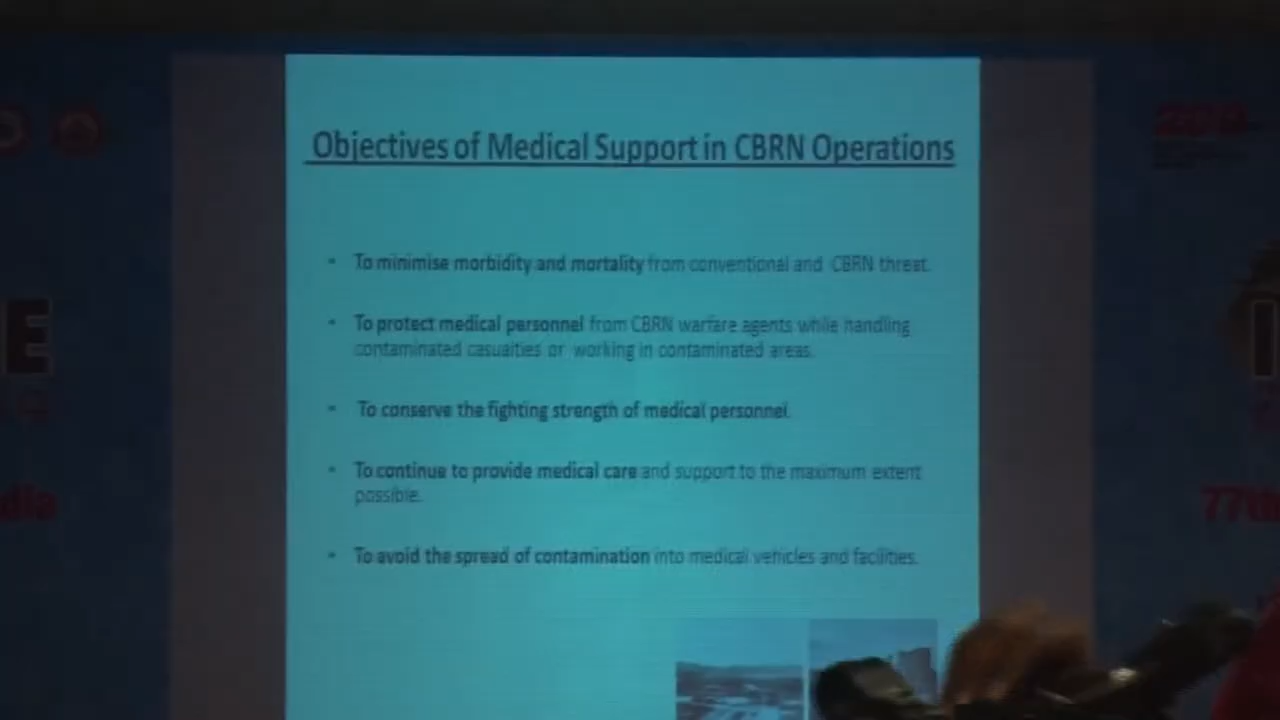 Objectives of Medical Support in CBRN Operations
• To minimise morbidity and mortality from conventional and CBRN threat.
• To protect medical personnel from CBRN warfare agents while handling
contaminated casualties or working in contaminated areas.
• To conserve the fighting strength of medical personnel.
• To continue to provide medical care and support to the maximum extent
possible.
• To avoid the spread of contamination into medical vehicles and facilities.
E
dia